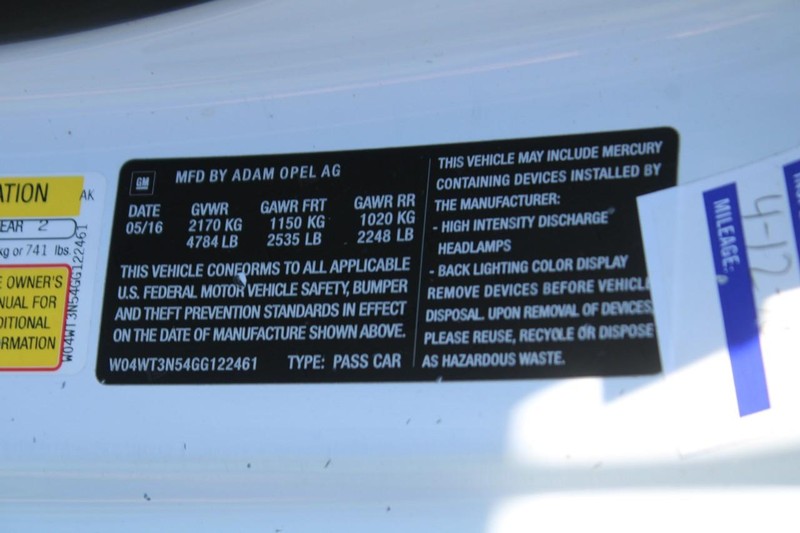 ATION
EAR 2
kg or 741 lbs.
E OWNER'S
NUAL FOR
DITIONAL
ORMATION
AK
W04WT3N54GG122461
GM
MFD BY ADAM OPEL AG
DATE GVWR GAWR FRT GAWR RR
05/16 2170 KG 1150 KG 1020 KG
4784 LB 2535 LB 2248 LB
THIS VEHICLE CONFORMS TO ALL APPLICABLE
U.S. FEDERAL MOTOR VEHICLE SAFETY, BUMPER
AND THEFT PREVENTION STANDARDS IN EFFECT
ON THE DATE OF MANUFACTURE SHOWN ABOVE.
W04WT3N54GG122461 TYPE: PASS CAR
THIS VEHICLE MAY INCLUDE MERCURY
CONTAINING DEVICES INSTALLED BY
THE MANUFACTURER:
- HIGH INTENSITY DISCHARGE
HEADLAMPS
- BACK LIGHTING COLOR DISPLAY
REMOVE DEVICES BEFORE VEHICL
DISPOSAL. UPON REMOVAL OF DEVICES
PLEASE REUSE, RECYCLE OR DISPOSE
AS HAZARDOUS WASTE.
MILEAGE:
4-12